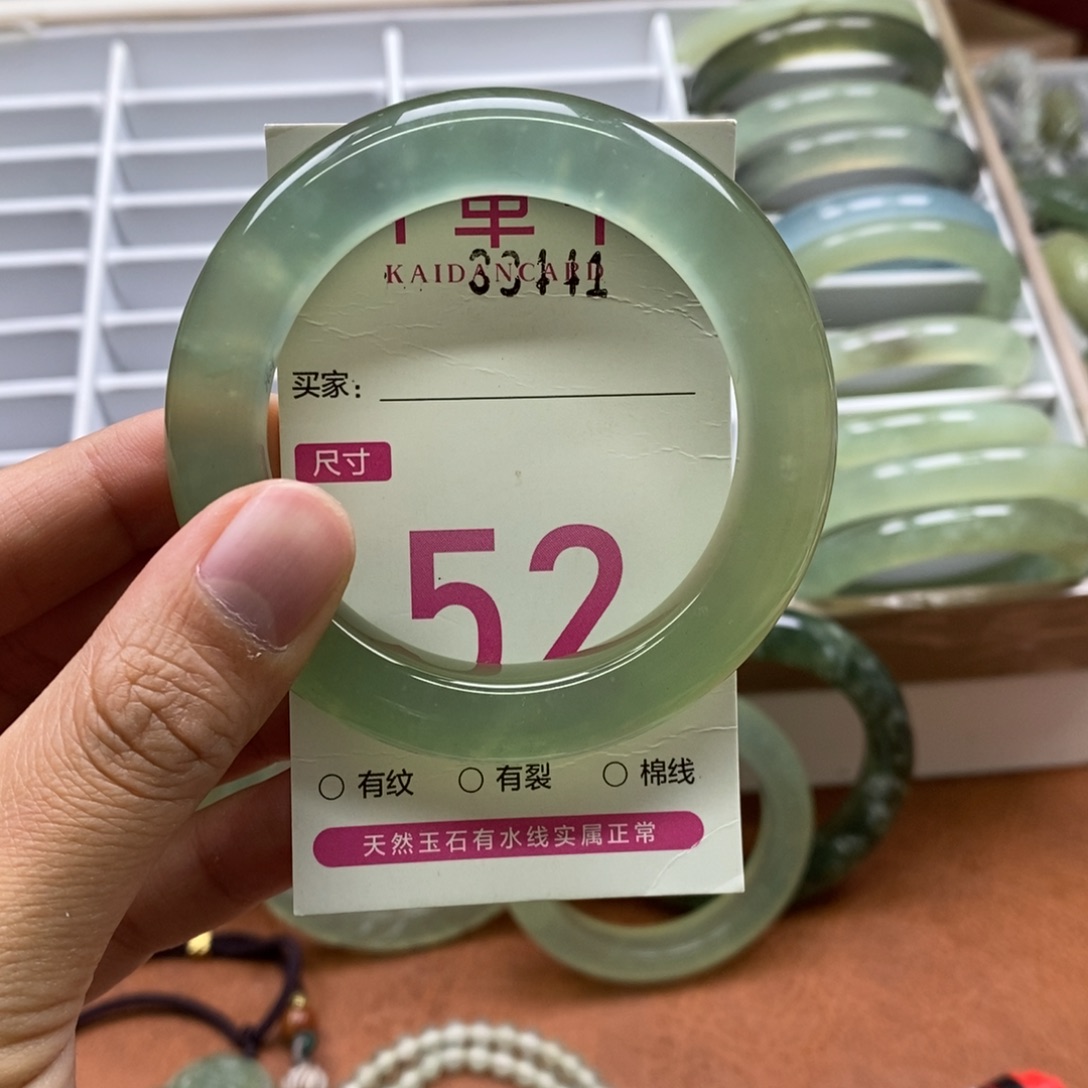 单
KAIDANCARD
买家:
尺寸
52
○ 有纹 ○ 有裂 ○ 棉线
天然玉石有水线实属正常